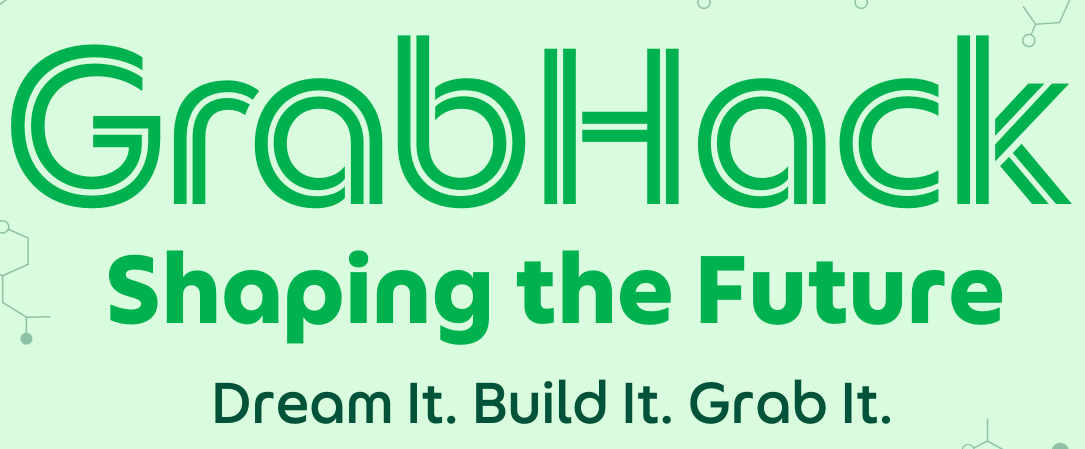 GrabHack
Shaping the Future
Dream It. Build It. Grab It.